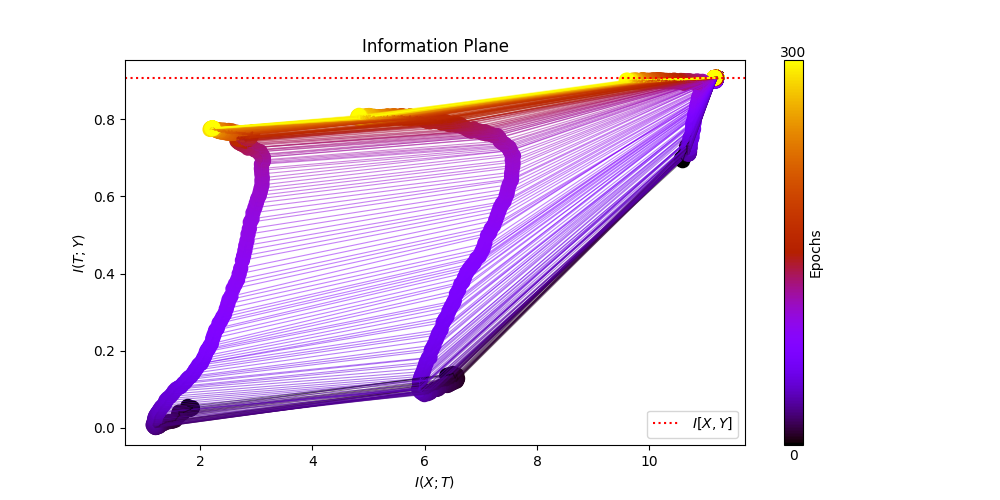 Information Plane
300
0.8
0.6
0.4
0.2
0.0
I(T; Y)
2 4 6 8 10
I(X; T)
I[X, Y]
Epochs
0